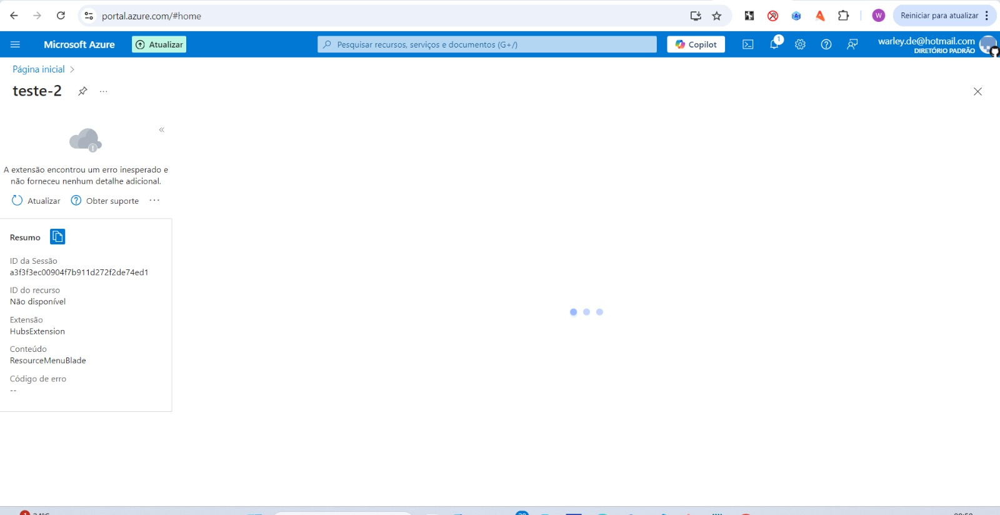 portal.azure.com/#home
W
Reiniciar para atualizar
Microsoft Azure
Atualizar
Pesquisar recursos, serviços e documentos (G+/)
Copilot
1
warley.de@hotmail.com
DIRETÓRIO PADRÃO
Página inicial
teste-2
A extensão encontrou um erro inesperado e
não forneceu nenhum detalhe adicional.
Atualizar
Obter suporte
Resumo
ID da Sessão
a3f3f3ec00904f7b911d272f2de74ed1
ID do recurso
Não disponível
Extensão
HubsExtension
Conteúdo
ResourceMenuBlade
Código de erro
--